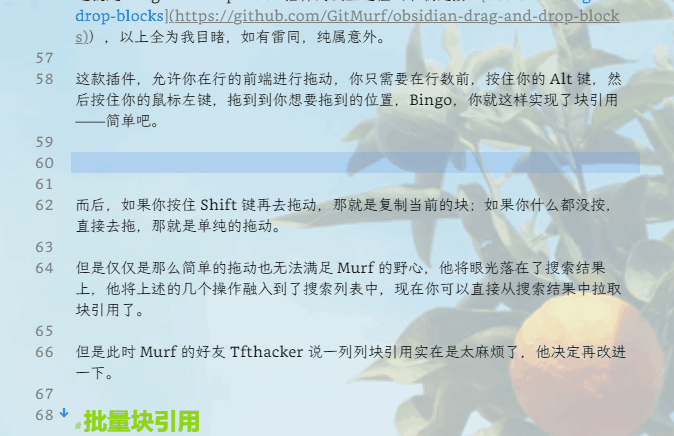 drop-blocks](https://github.com/GitMurf/obsidian-drag-and-drop-block
s)），以上全为我目睹，如有雷同，纯属意外。
57
58 这款插件，允许你在行的前端进行拖动，你只需要在行数前，按住你的 Alt 键，然
后按住你的鼠标左键，拖到到你想要拖到的位置，Bingo，你就这样实现了块引用
——简单吧。
59
60
61
62 而后，如果你按住 Shift 键再去拖动，那就是复制当前的块；如果你什么都没按，
直接去拖，那就是单纯的拖动。
63
64 但是仅仅是那么简单的拖动也无法满足 Murf 的野心，他将眼光落在了搜索结果
上，他将上述的几个操作融入到了搜索列表中，现在你可以直接从搜索结果中拉取
块引用了。
65
66 但是此时 Murf 的好友 Tfthacker 说一列列块引用实在是太麻烦了，他决定再改进
一下。
67
68 #批量块引用